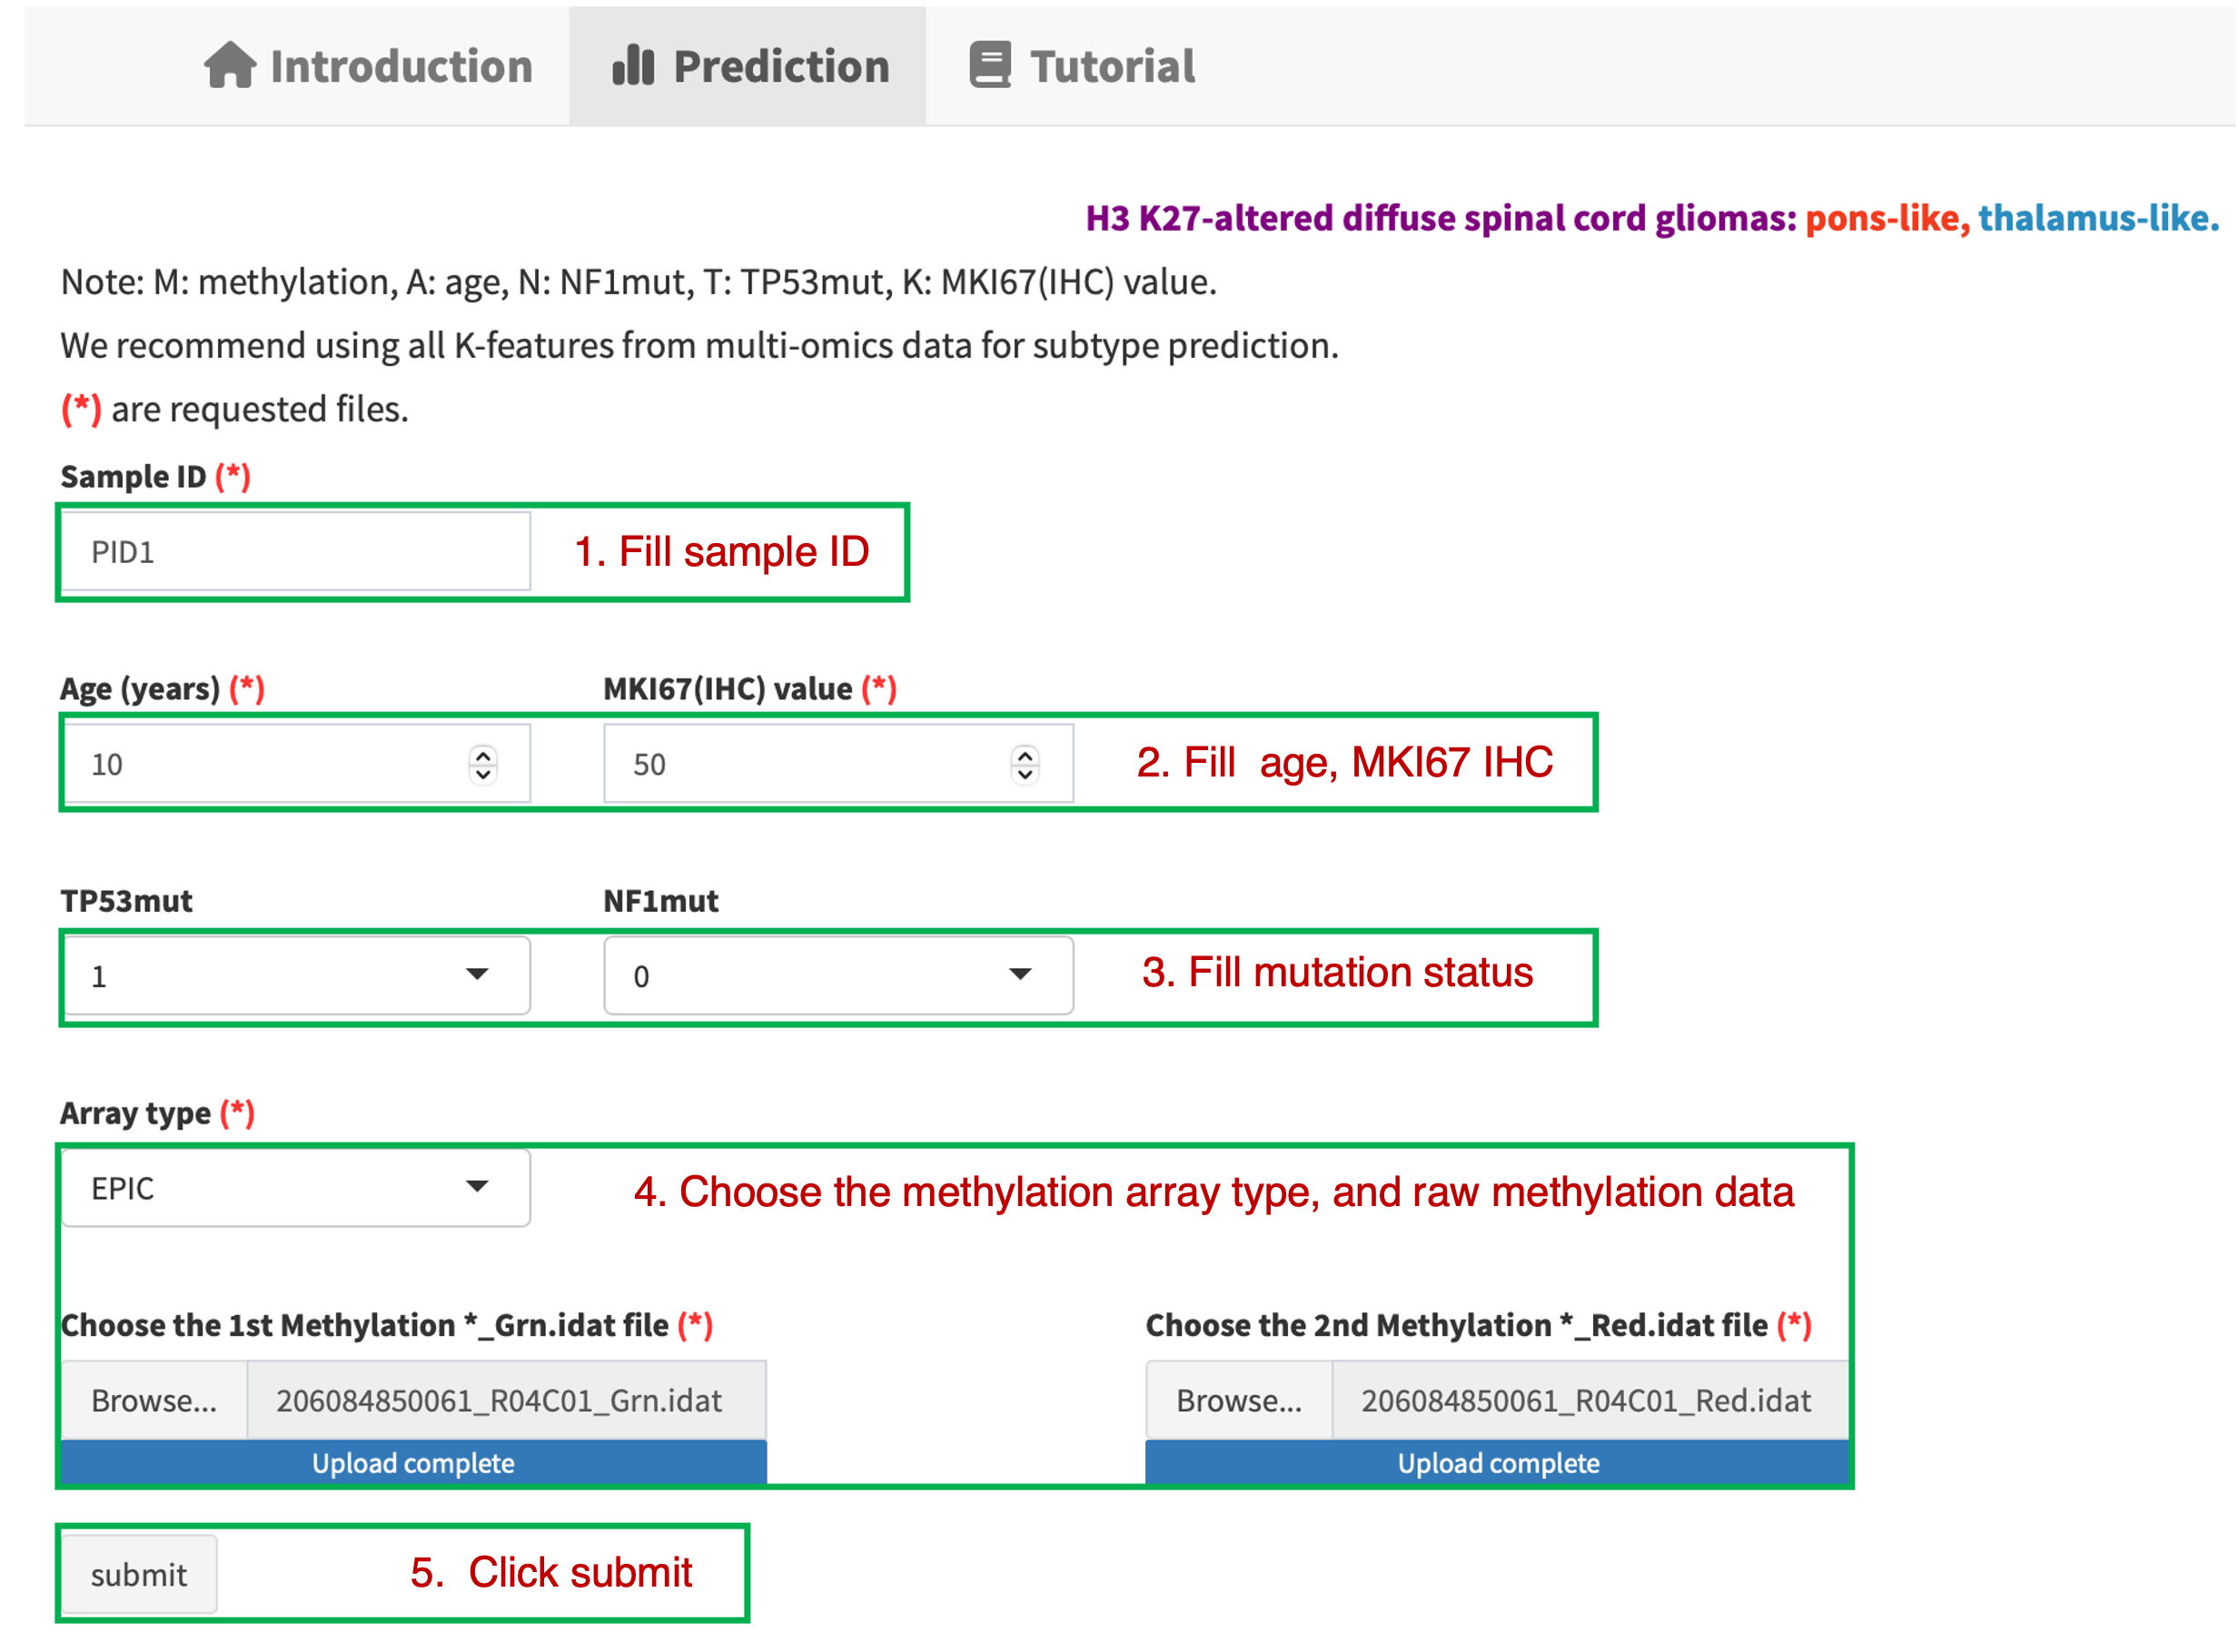 Introduction Prediction Tutorial
H3 K27-altered diffuse spinal cord gliomas: pons-like, thalamus-like.
Note: M: methylation, A: age, N: NF1mut, T: TP53mut, K: MKI67(IHC) value.
We recommend using all K-features from multi-omics data for subtype prediction.
(*) are requested files.
Sample ID (*)
PID1 1. Fill sample ID
Age (years) (*) MKI67(IHC) value (*)
10 50 2. Fill age, MKI67 IHC
TP53mut NF1mut
1 0 3. Fill mutation status
Array type (*)
EPIC 4. Choose the methylation array type, and raw methylation data
Choose the 1st Methylation *_Grn.idat file (*) Choose the 2nd Methylation *_Red.idat file (*)
Browse... 206084850061_R04C01_Grn.idat Browse... 206084850061_R04C01_Red.idat
Upload complete Upload complete
submit 5. Click submit